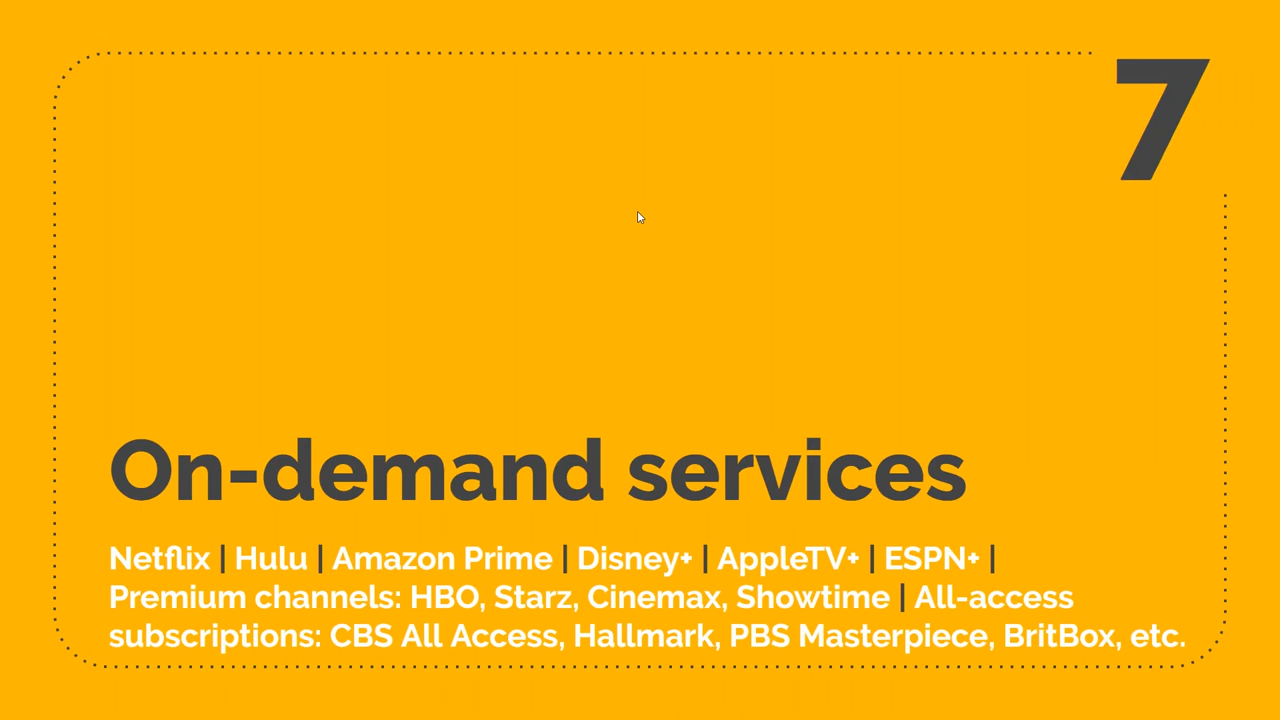 7
On-demand services
Netflix | Hulu | Amazon Prime | Disney+ | AppleTV+ | ESPN+ |
Premium channels: HBO, Starz, Cinemax, Showtime | All-access
subscriptions: CBS All Access, Hallmark, PBS Masterpiece, BritBox, etc.